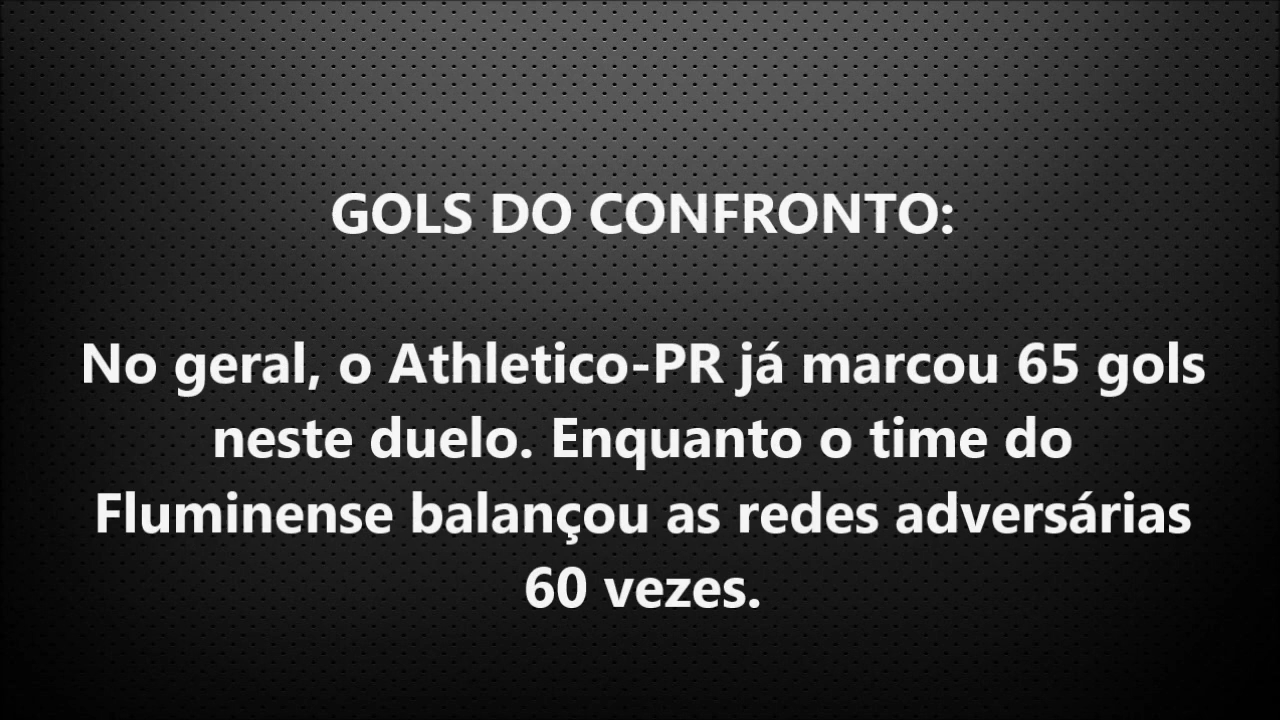 GOLS DO CONFRONTO:
No geral, o Athletico-PR já marcou 65 gols
neste duelo. Enquanto o time do
Fluminense balançou as redes adversárias
60 vezes.